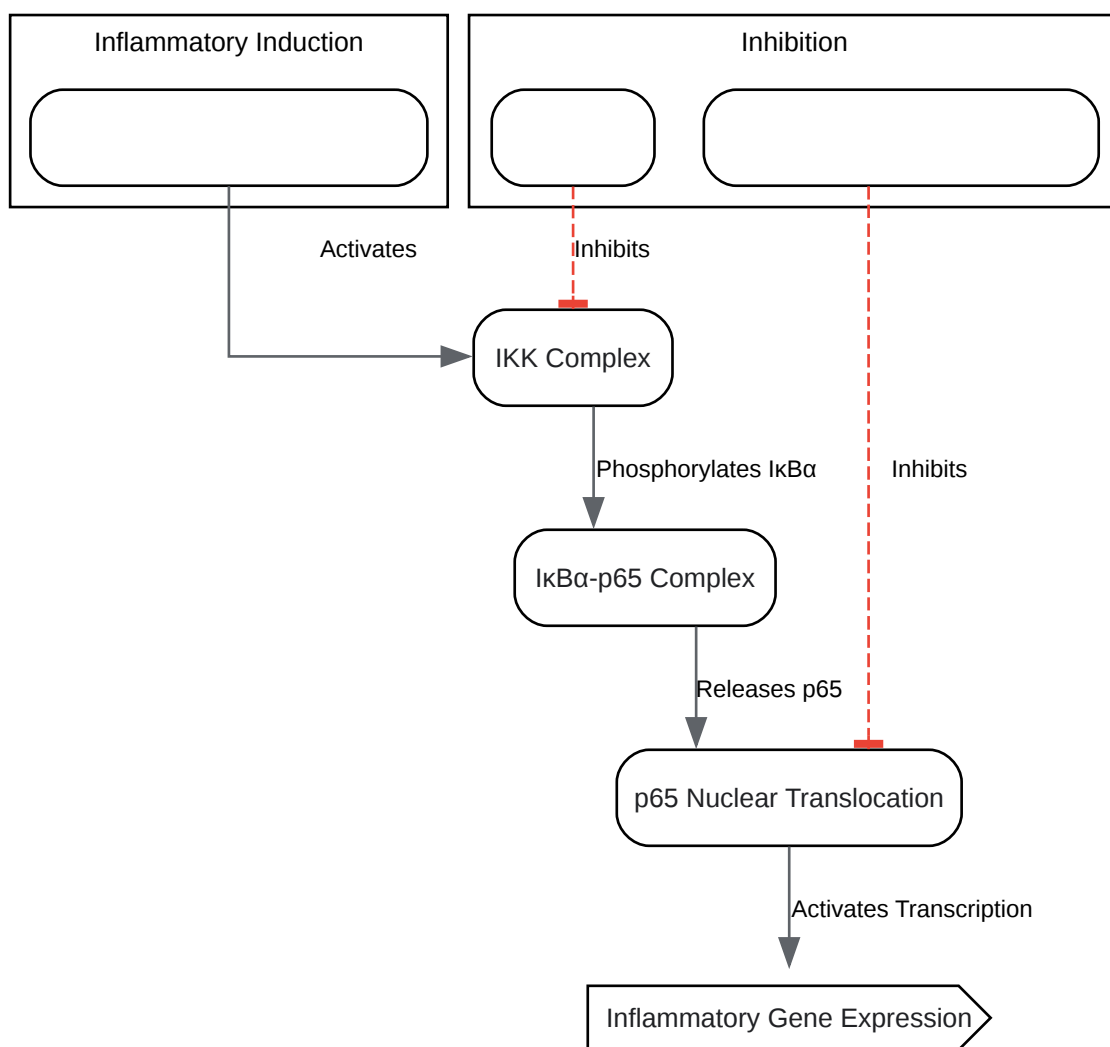 Inflammatory Induction
Inhibition
Activates
Inhibits
IKK Complex
Phosphorylates IκBα
Inhibits
IκBα-p65 Complex
Releases p65
p65 Nuclear Translocation
Activates Transcription
Inflammatory Gene Expression